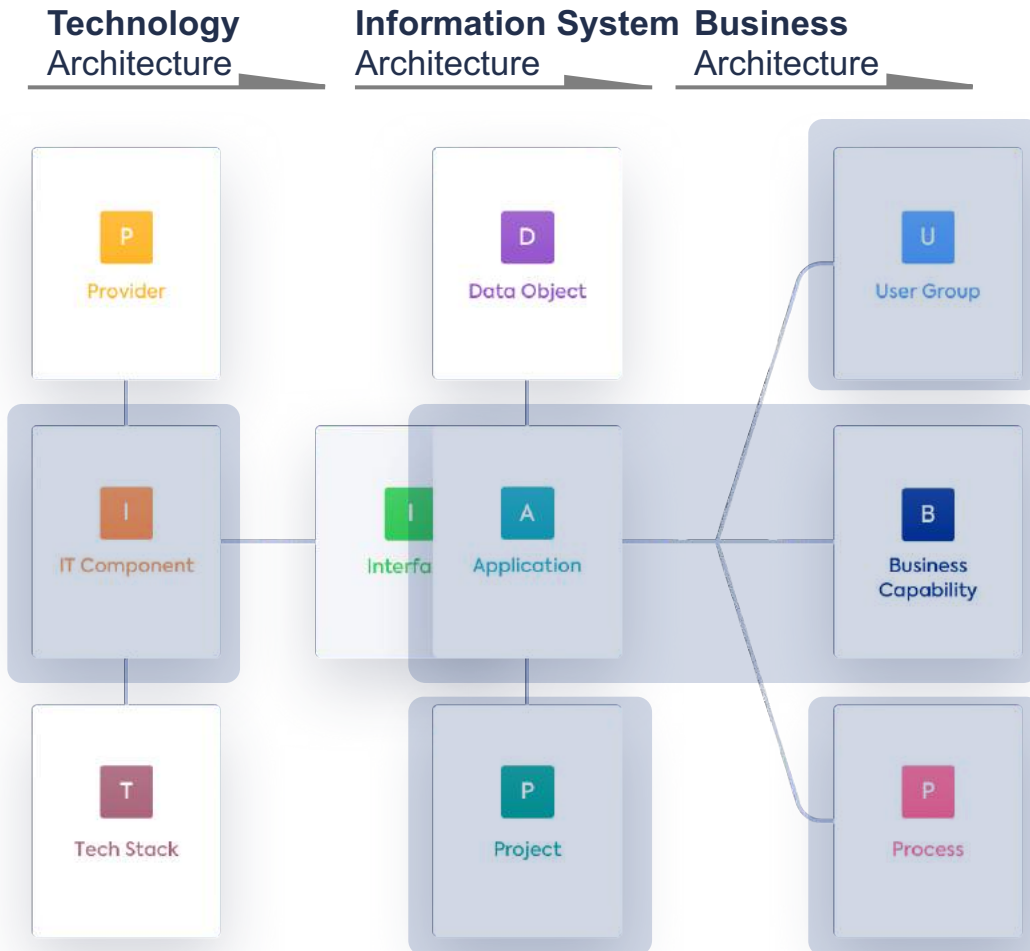 Technology
Architecture
Information System
Architecture
Business
Architecture
P
Provider
D
Data Object
U
User Group
I
IT Component
I
Interfa
A
Application
B
Business
Capability
T
Tech Stack
P
Project
P
Process